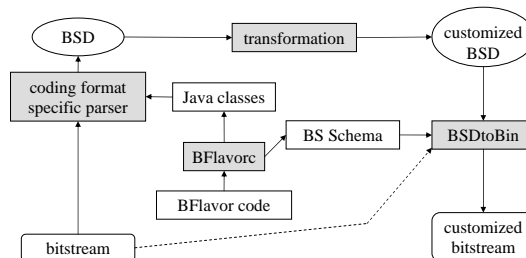 BSD
transformation
customized
BSD
coding format
specific parser
Java classes
BFlavorc
BS Schema
BSDtoBin
BFlavor code
bitstream
customized
bitstream